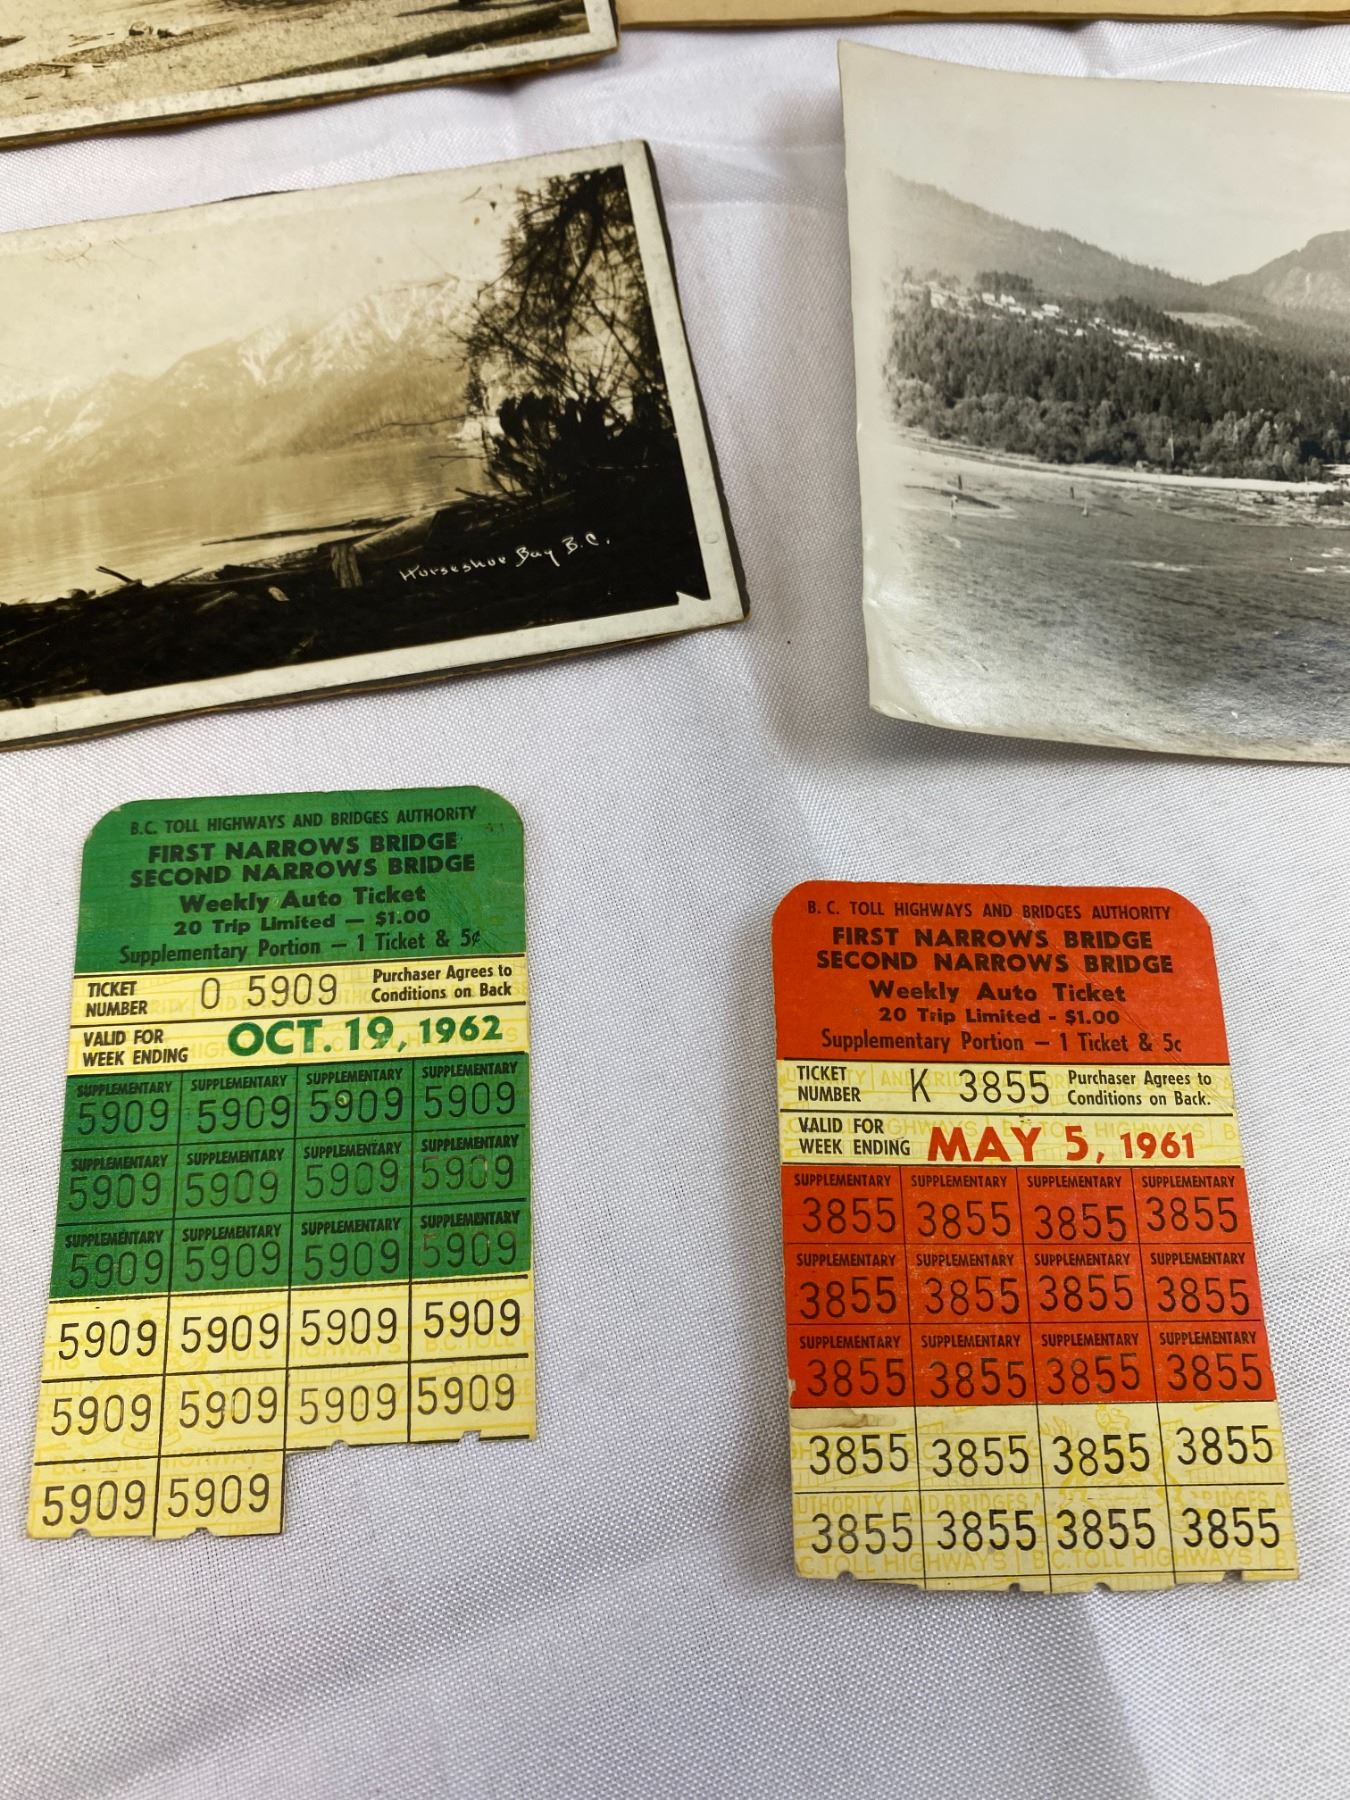 Horseshoe Bay B.C.
B.C. TOLL HIGHWAYS AND BRIDGES AUTHORITY
FIRST NARROWS BRIDGE
SECOND NARROWS BRIDGE
Weekly Auto Ticket
20 Trip Limited — $1.00
Supplementary Portion — 1 Ticket & 5¢
TICKET NUMBER
O 5909
Purchaser Agrees to
Conditions on Back
VALID FOR
WEEK ENDING
OCT. 19, 1962
SUPPLEMENTARY SUPPLEMENTARY SUPPLEMENTARY SUPPLEMENTARY
5909 5909 5909 5909
SUPPLEMENTARY SUPPLEMENTARY SUPPLEMENTARY SUPPLEMENTARY
5909 5909 5909 5909
SUPPLEMENTARY SUPPLEMENTARY SUPPLEMENTARY SUPPLEMENTARY
5909 5909 5909 5909
5909 5909 5909 5909
5909 5909 5909 5909
5909 5909
B. C. TOLL HIGHWAYS AND BRIDGES AUTHORITY
FIRST NARROWS BRIDGE
SECOND NARROWS BRIDGE
Weekly Auto Ticket
20 Trip Limited - $1.00
Supplementary Portion — 1 Ticket & 5c
TICKET NUMBER
K 3855
Purchaser Agrees to
Conditions on Back.
VALID FOR
WEEK ENDING
MAY 5, 1961
SUPPLEMENTARY SUPPLEMENTARY SUPPLEMENTARY SUPPLEMENTARY
3855 3855 3855 3855
SUPPLEMENTARY SUPPLEMENTARY SUPPLEMENTARY SUPPLEMENTARY
3855 3855 3855 3855
SUPPLEMENTARY SUPPLEMENTARY SUPPLEMENTARY SUPPLEMENTARY
3855 3855 3855 3855
3855 3855 3855 3855
3855 3855 3855 3855